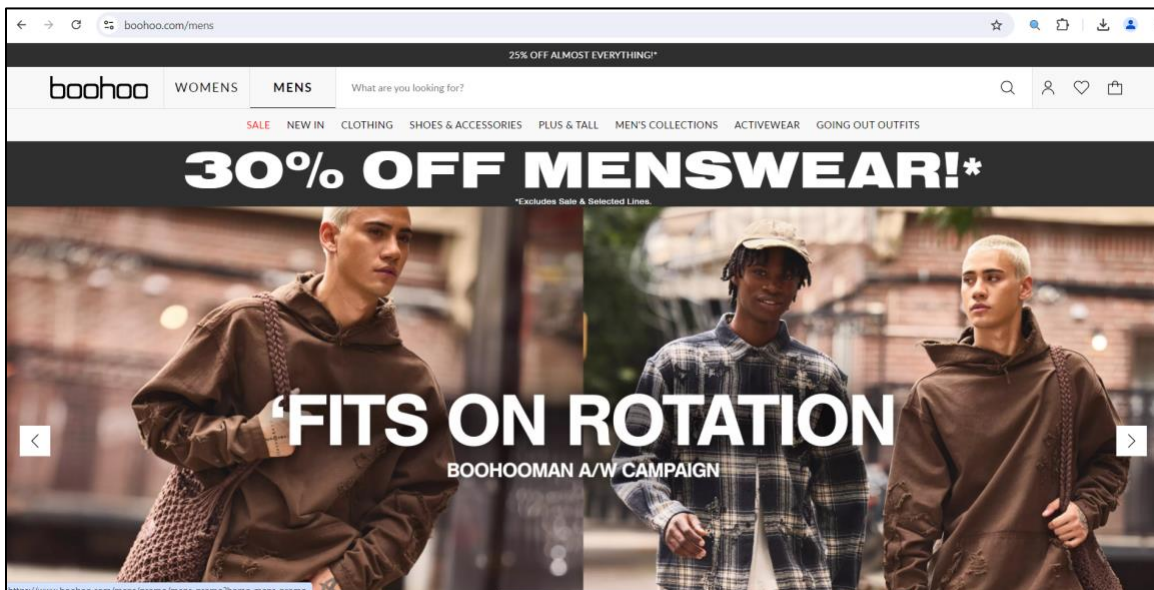 boohoo.com/mens
25% OFF ALMOST EVERYTHING!*
boohoo WOMENS MENS What are you looking for?
SALE NEW IN CLOTHING SHOES & ACCESSORIES PLUS & TALL MEN'S COLLECTIONS ACTIVEWEAR GOING OUT OUTFITS
30% OFF MENSWEAR!*
*Excludes Sale & Selected Lines.
‘FITS ON ROTATION
BOOHOOMAN A/W CAMPAIGN